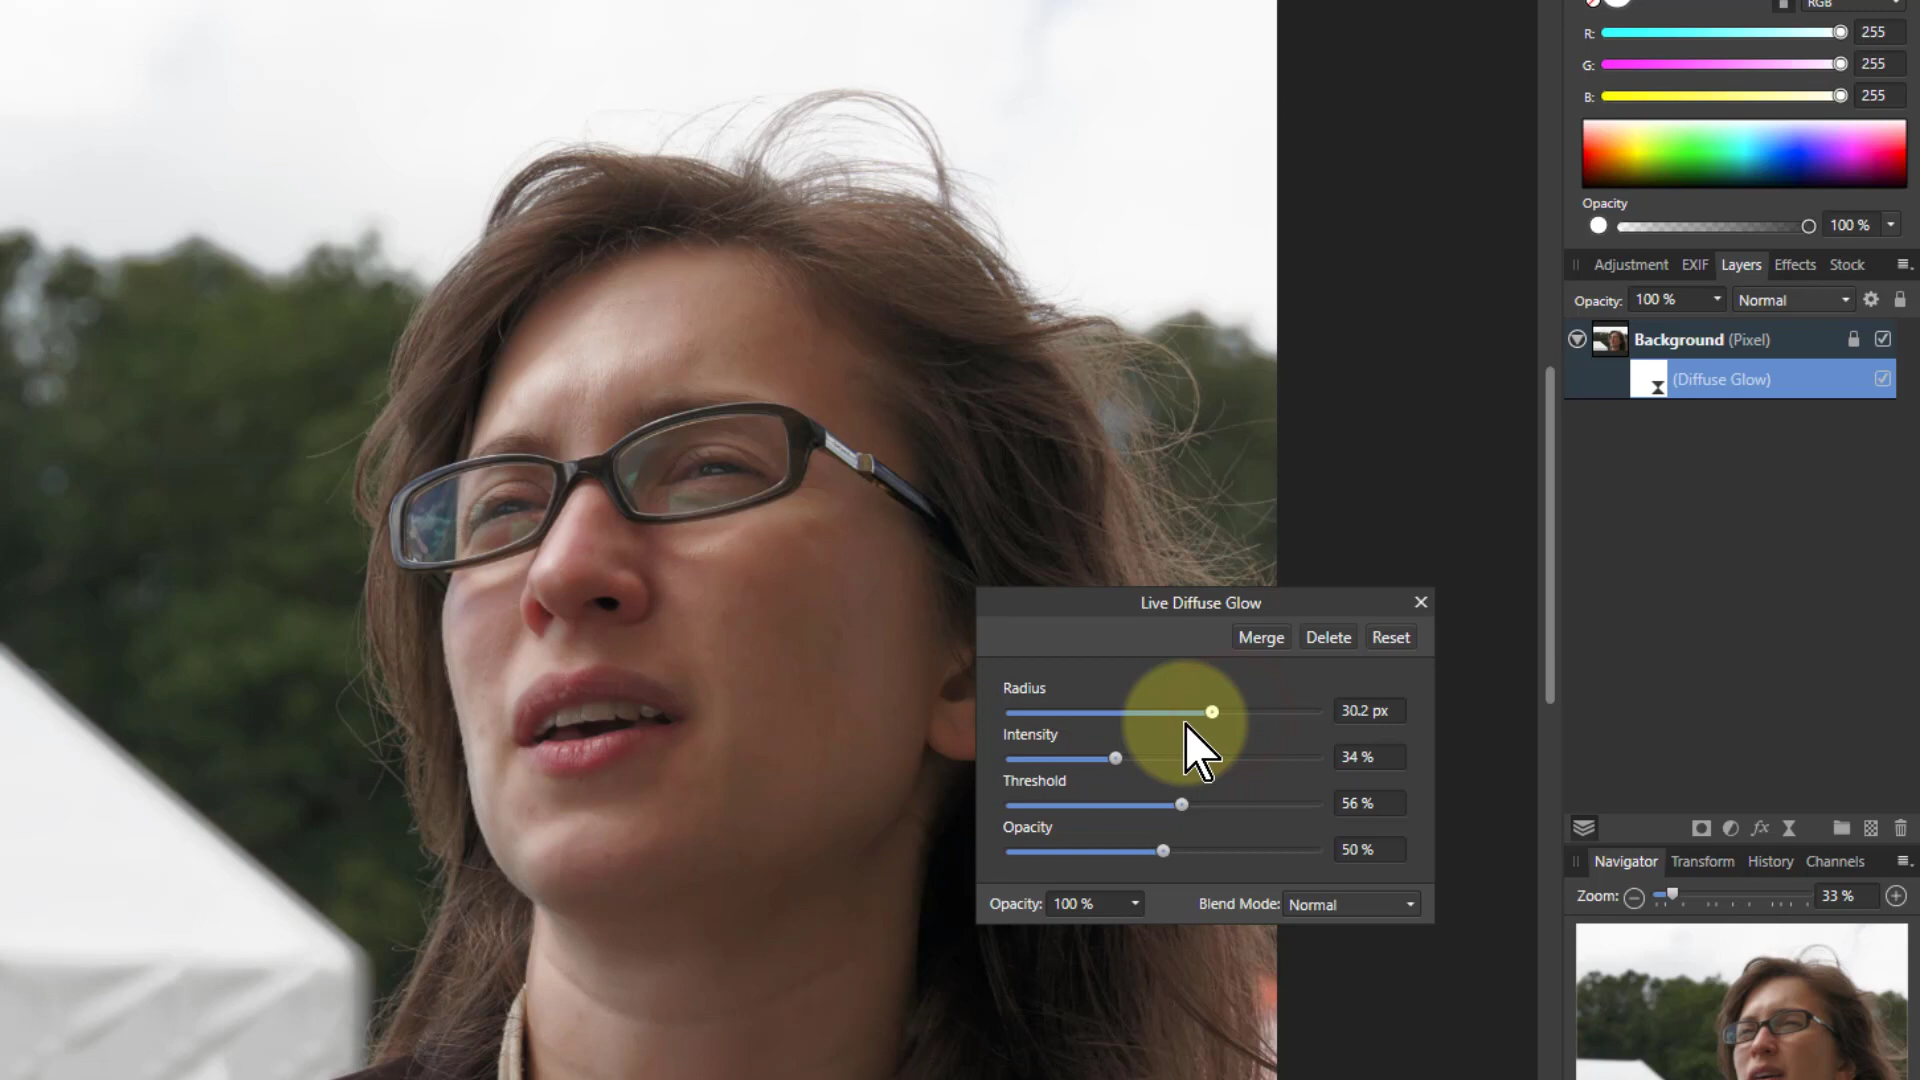 RGB
R: 255
G: 255
B: 255
Opacity
100 %
Adjustment EXIF Layers Effects Stock
Opacity: 100 % Normal
Background (Pixel)
(Diffuse Glow)
Live Diffuse Glow
Merge Delete Reset
Radius
30.2 px
Intensity
34 %
Threshold
56 %
Opacity
50 %
Opacity: 100 % Blend Mode: Normal
fx
Navigator Transform History Channels
Zoom: 33 %